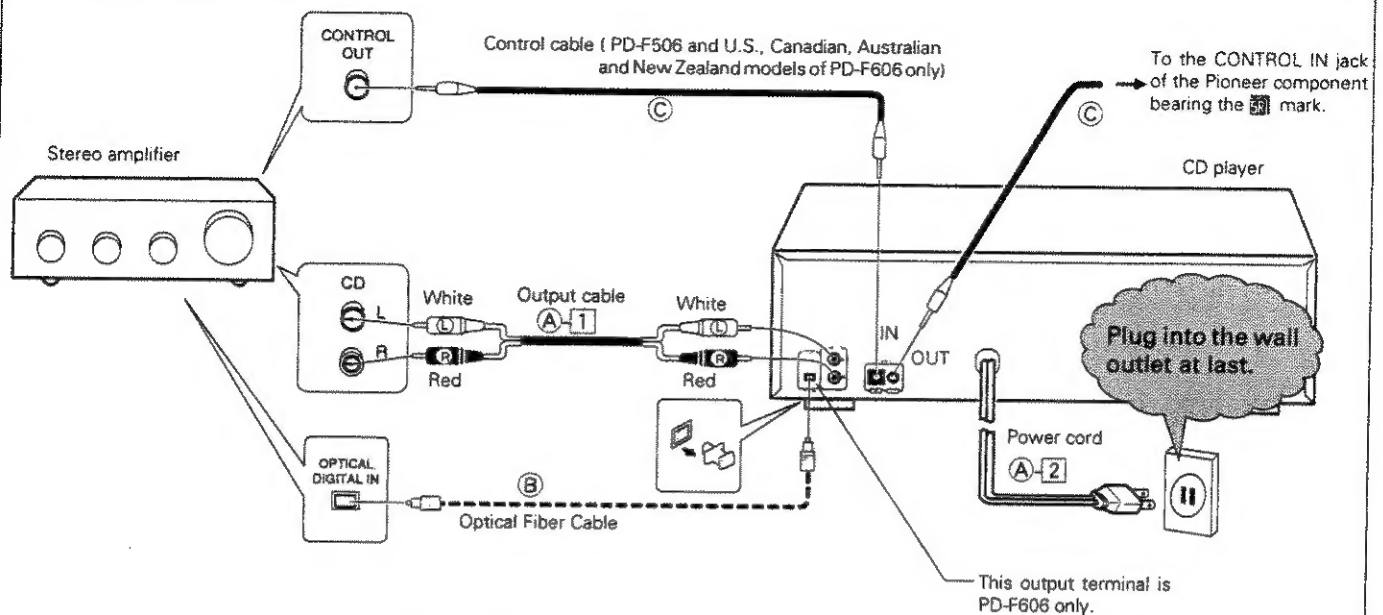 CONTROL
OUT
Control cable ( PD-F506 and U.S., Canadian, Australian
and New Zealand models of PD-F606 only)
To the CONTROL IN jack
of the Pioneer component
bearing the SR mark.
C
C
Stereo amplifier
CD player
CD
L
R
White
Output cable
White
A-1
L
L
R
R
Red
Red
IN
OUT
Plug into the wall
outlet at last.
Power cord
A-2
OPTICAL
DIGITAL IN
B
Optical Fiber Cable
This output terminal is
PD-F606 only.